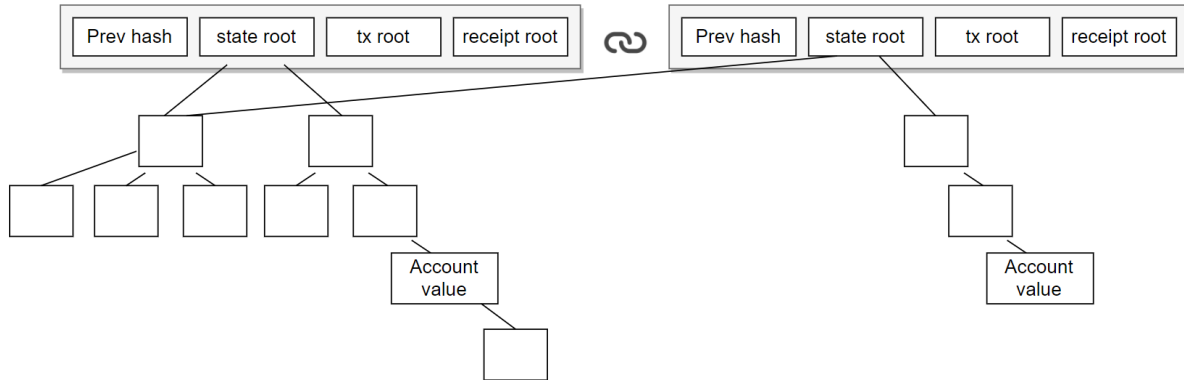 Prev hash
state root
tx root
receipt root
Prev hash
state root
tx root
receipt root
Account
value
Account
value